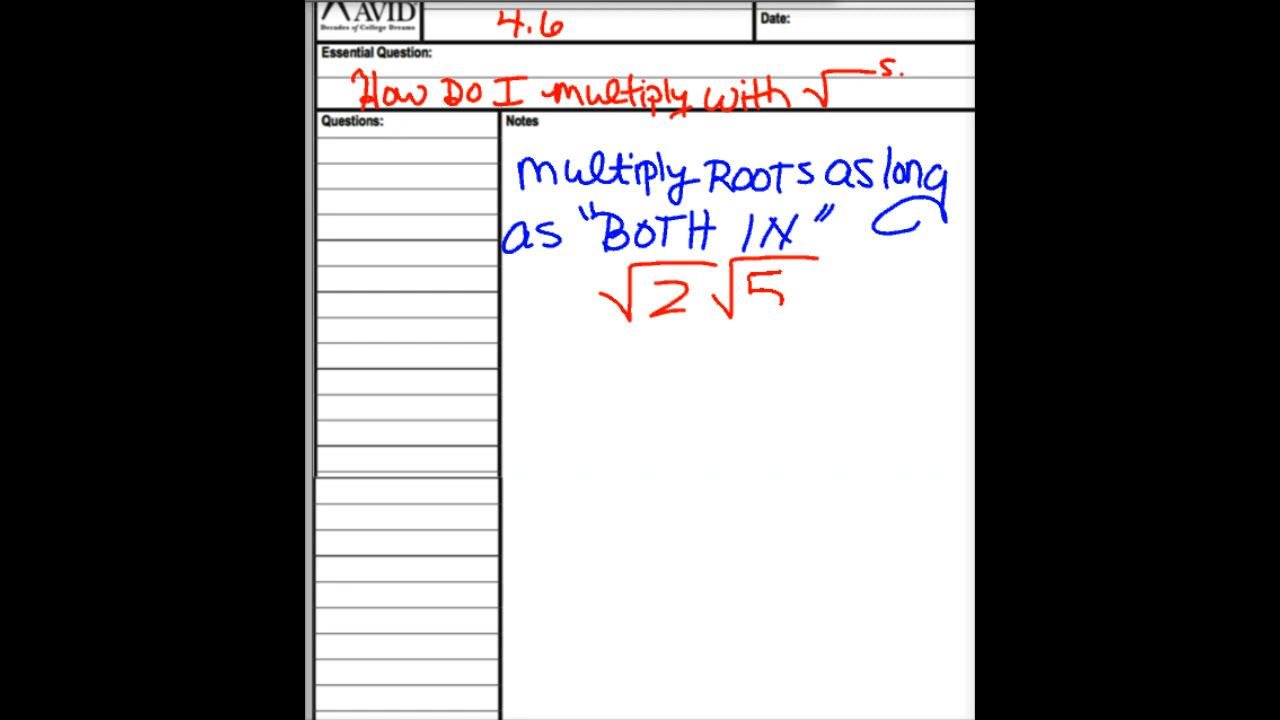 AVID
Decades of College Dreams
4.6
Date:
Essential Question:
How Do I multiply with √ s.
Questions:
Notes
multiply ROOTS as long
as "BOTH IN"
√2 √5